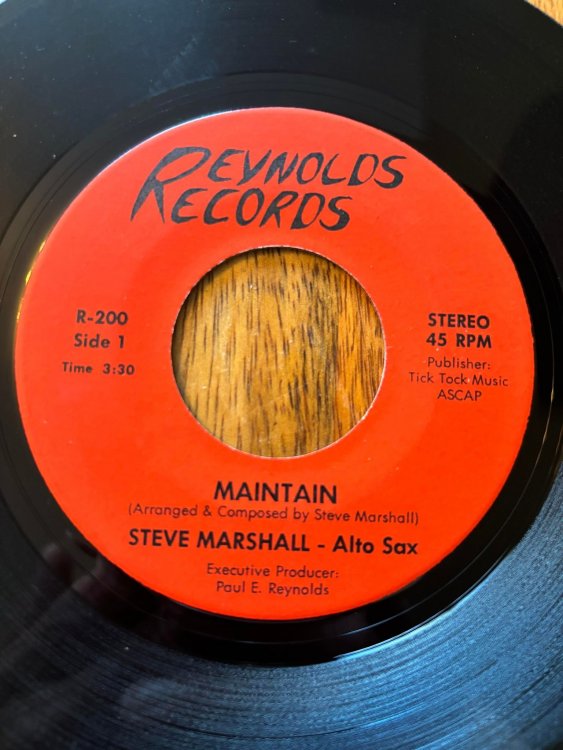 REYNOLDS
RECORDS
R-200
Side 1
Time 3:30
STEREO
45 RPM
Publisher:
Tick Tock Music
ASCAP
MAINTAIN
(Arranged & Composed by Steve Marshall)
STEVE MARSHALL - Alto Sax
Executive Producer:
Paul E. Reynolds